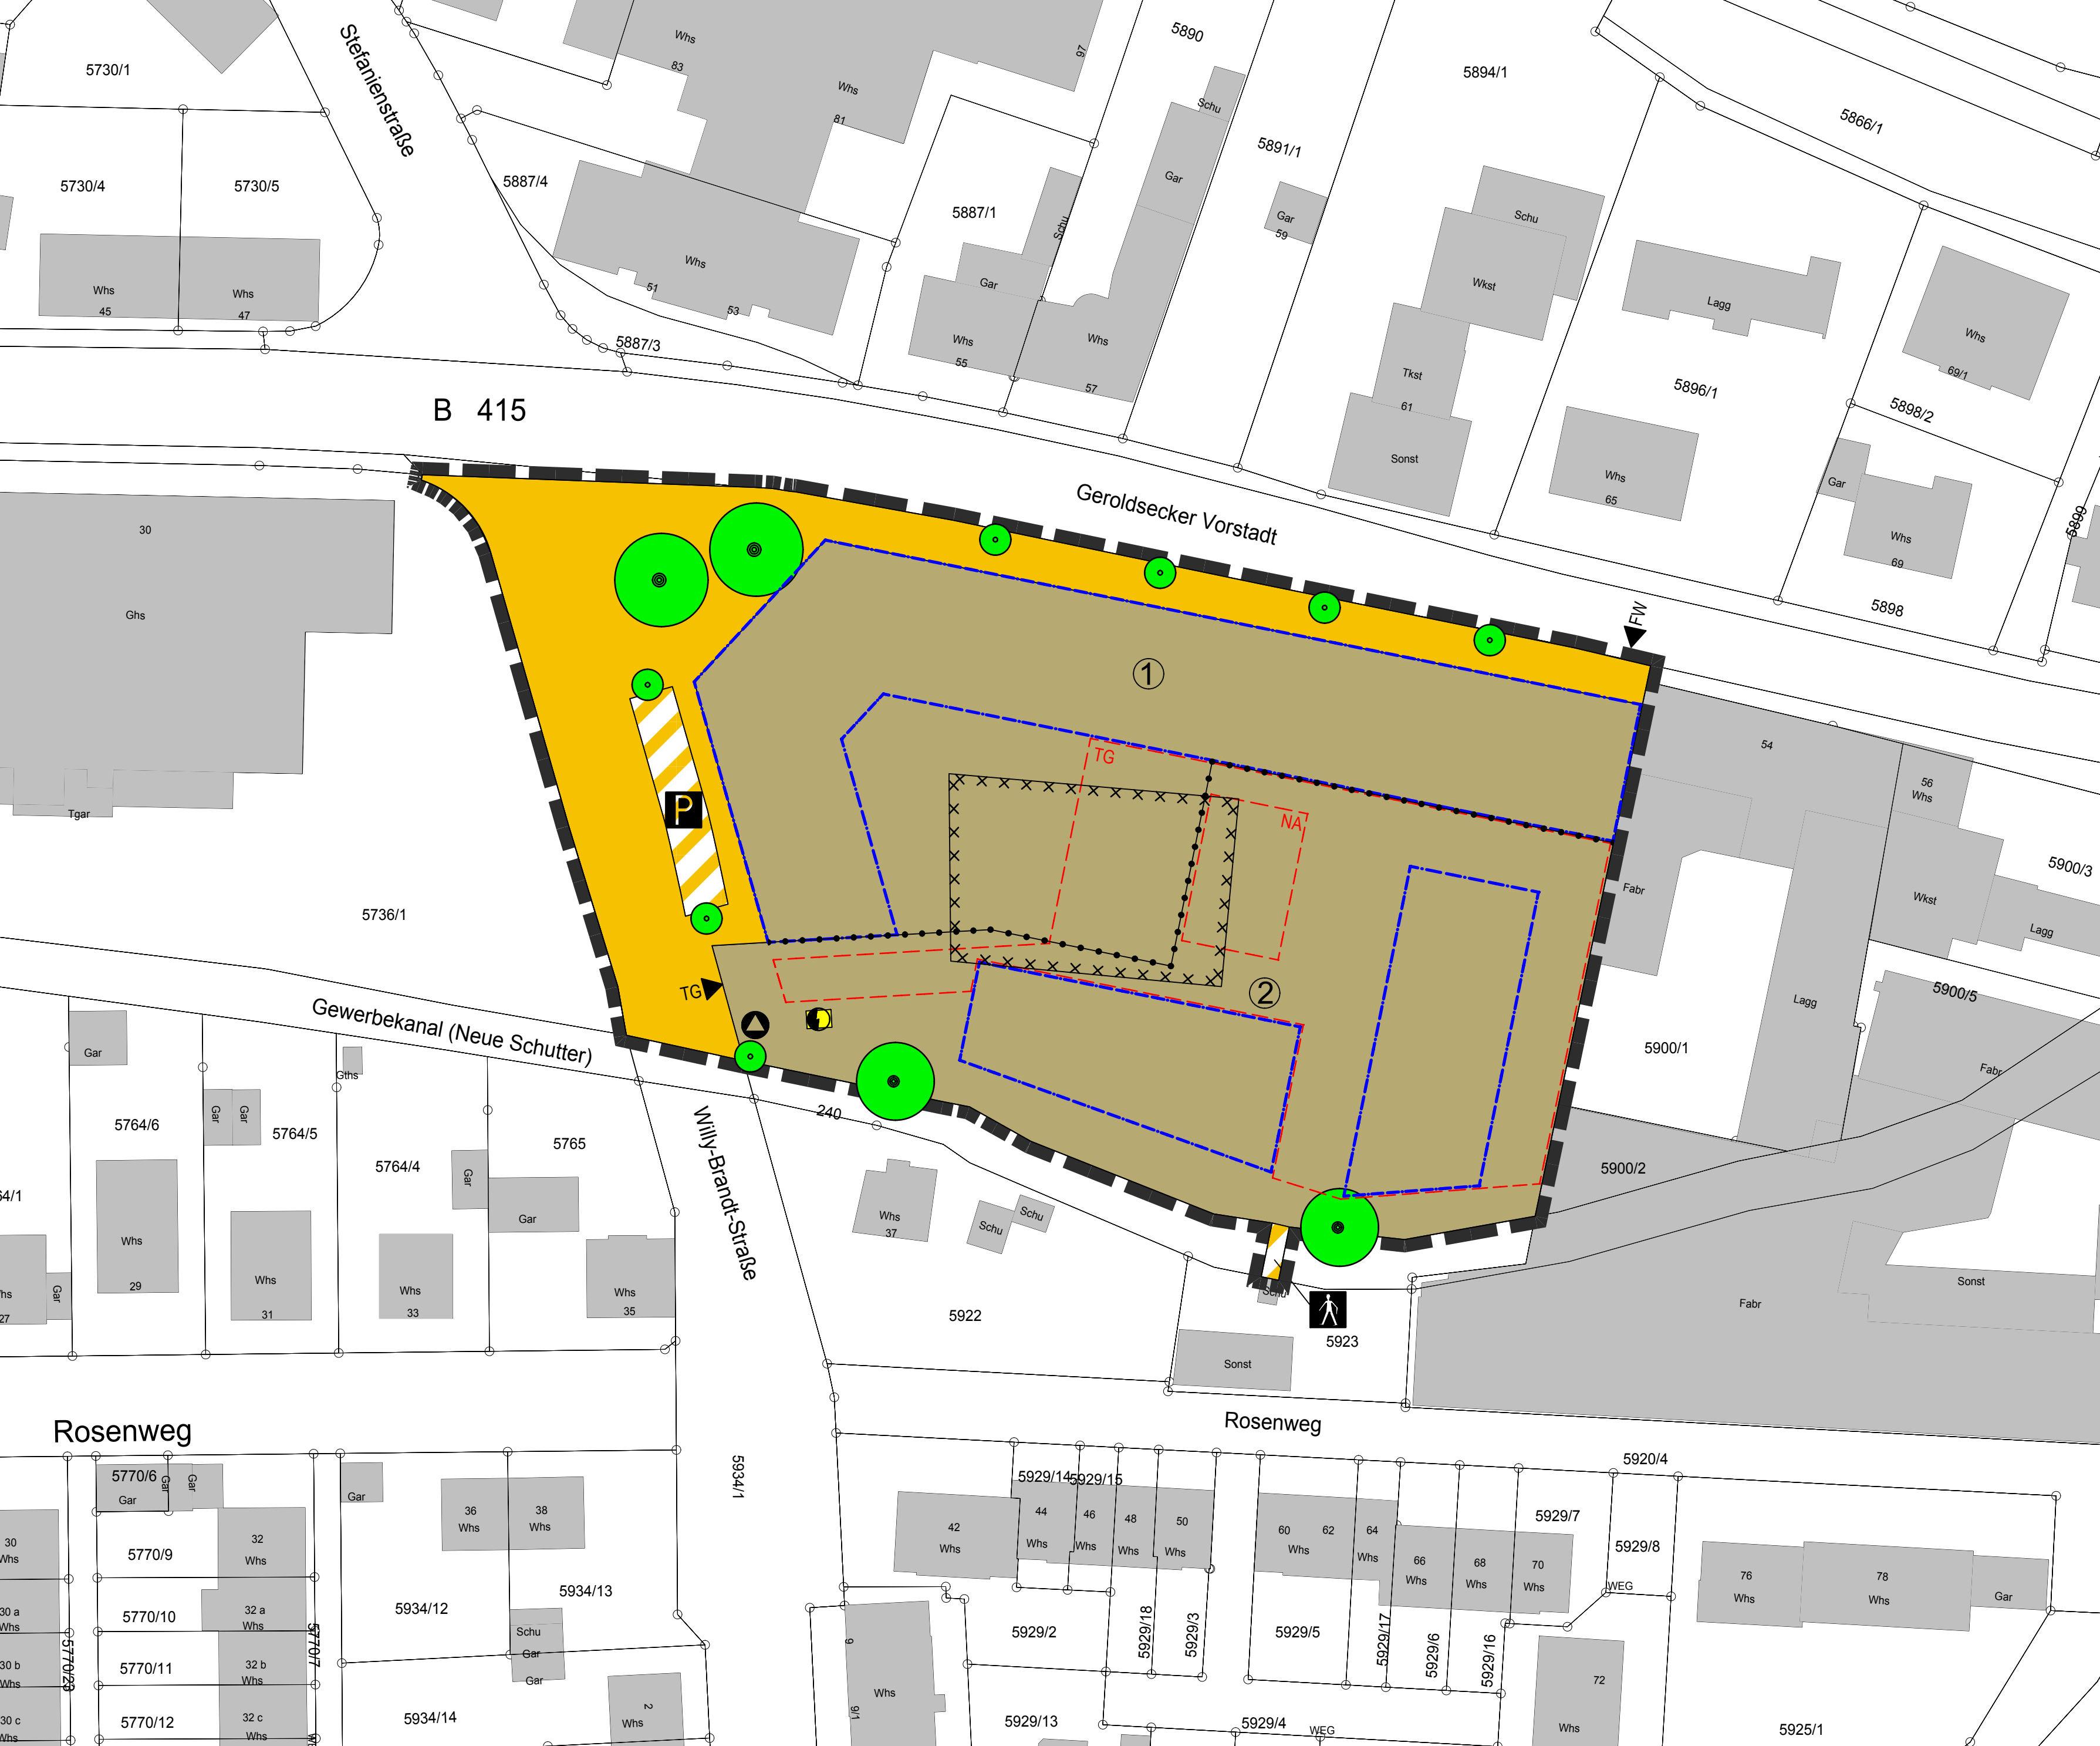 5730/1
Stefanienstraße
Whs
83
97
Whs
81
5890
5894/1
5866/1
Schu
5891/1
5730/4
5730/5
5887/4
5887/1
Gar
Schu
Gar
59
Schu
Whs
45
Whs
47
Whs
51
53
Gar
Wkst
Lagg
Whs
69/1
5887/3
Whs
55
Whs
57
Tkst
61
5896/1
5898/2
B 415
Sonst
Whs
65
Gar
5899
Whs
69
Geroldsecker Vorstadt
30
Ghs
5898
FW
1
54
56
Whs
TG
P
NA
Tgar
5736/1
Fabr
Wkst
5900/3
Lagg
TG
2
Lagg
5900/5
Gewerbekanal (Neue Schutter)
5900/1
Fabr
Gar
Gths
Gar
Gar
5764/6
5764/5
5764/4
5765
240
Willy-Brandt-Straße
5900/2
Gar
Gar
Whs
37
Schu
Schu
Whs
29
Whs
31
Whs
33
Whs
35
Gar
27
Schu
5922
5923
Sonst
Sonst
Fabr
Rosenweg
Rosenweg
5934/1
5920/4
5770/6
Gar
Gar
Gar
Gar
36
Whs
38
Whs
5929/14
5929/15
42
Whs
44
Whs
46
Whs
48
Whs
50
Whs
60
62
Whs
64
Whs
66
Whs
68
Whs
70
Whs
5929/7
5929/8
WEG
76
Whs
78
Whs
Gar
30
Whs
5770/9
32
Whs
30 a
Whs
5770/10
32 a
Whs
5934/12
5934/13
Schu
Gar
Gar
5929/2
5929/18
5929/3
5929/5
5929/17
5929/6
5929/16
30 b
Whs
5770/11
32 b
Whs
5770/7
30 c
Whs
5770/12
32 c
Whs
5934/14
2
Whs
9
9/1
Whs
5929/13
5929/4
WEG
72
Whs
5925/1